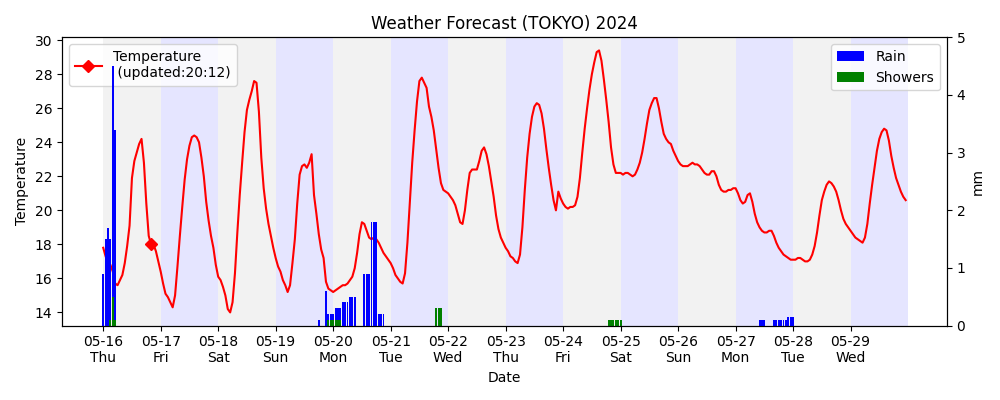 Weather Forecast (TOKYO) 2024
Temperature
(updated:20:12)
Rain
Showers
30
28
26
24
22
20
18
16
14
Temperature
5
4
3
2
1
0
mm
05-16 05-17 05-18 05-19 05-20 05-21 05-22 05-23 05-24 05-25 05-26 05-27 05-28 05-29
Thu Fri Sat Sun Mon Tue Wed Thu Fri Sat Sun Mon Tue Wed
Date